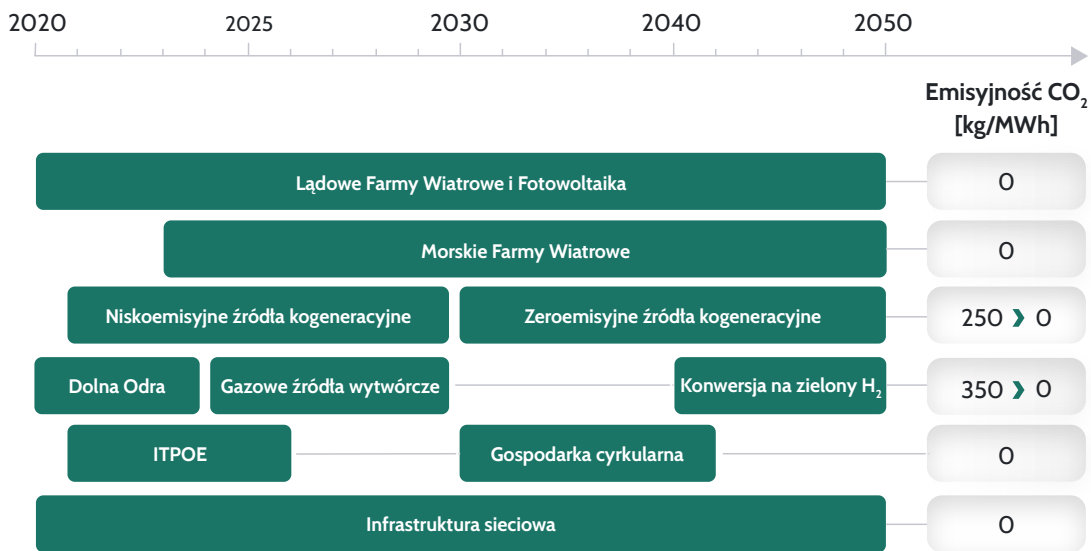 2020 2025 2030 2040 2050
Emisyjność CO₂
[kg/MWh]
Lądowe Farmy Wiatrowe i Fotowoltaika 0
Morskie Farmy Wiatrowe 0
Niskoemisyjne źródła kogeneracyjne Zeroemisyjne źródła kogeneracyjne 250 › 0
Dolna Odra Gazowe źródła wytwórcze Konwersja na zielony H₂ 350 › 0
ITPOE Gospodarka cyrkularna 0
Infrastruktura sieciowa 0